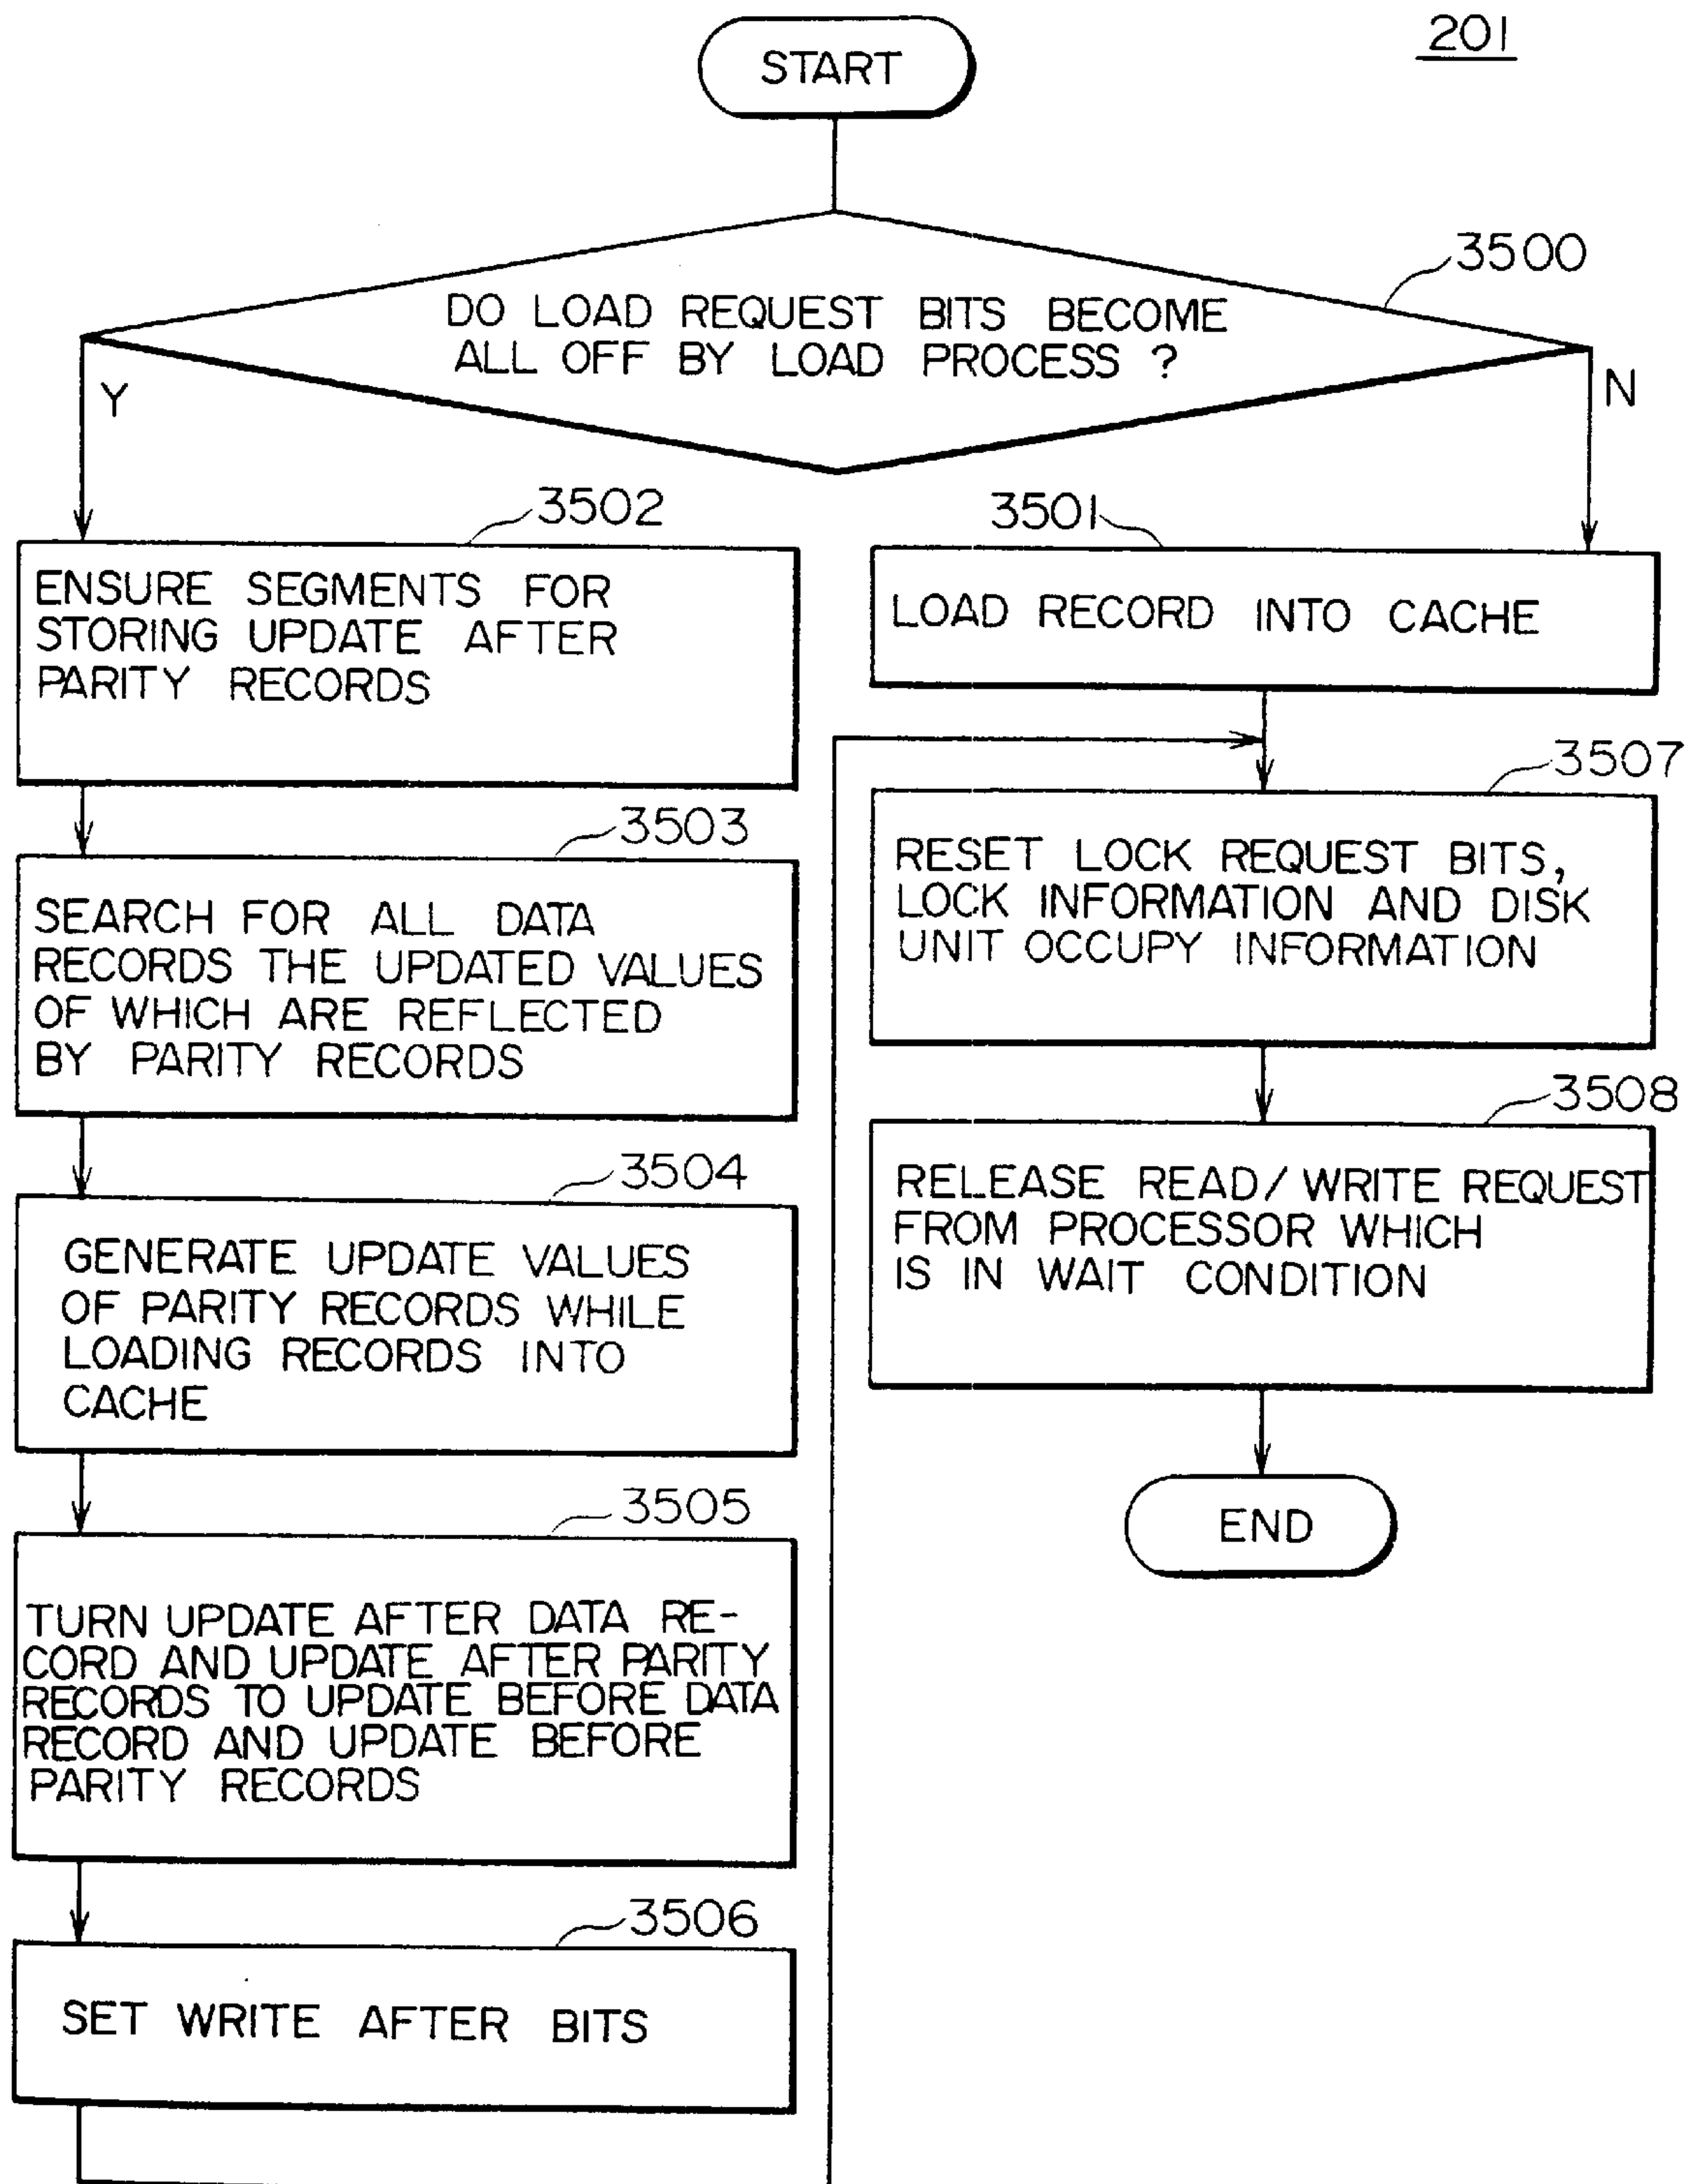 201
START
3500
DO LOAD REQUEST BITS BECOME
ALL OFF BY LOAD PROCESS ?
Y
N
3502
ENSURE SEGMENTS FOR
STORING UPDATE AFTER
PARITY RECORDS
3503
SEARCH FOR ALL DATA
RECORDS THE UPDATED VALUES
OF WHICH ARE REFLECTED
BY PARITY RECORDS
3504
GENERATE UPDATE VALUES
OF PARITY RECORDS WHILE
LOADING RECORDS INTO
CACHE
3505
TURN UPDATE AFTER DATA RE-
CORD AND UPDATE AFTER PARITY
RECORDS TO UPDATE BEFORE DATA
RECORD AND UPDATE BEFORE
PARITY RECORDS
3506
SET WRITE AFTER BITS
3501
LOAD RECORD INTO CACHE
3507
RESET LOCK REQUEST BITS,
LOCK INFORMATION AND DISK
UNIT OCCUPY INFORMATION
3508
RELEASE READ/WRITE REQUEST
FROM PROCESSOR WHICH
IS IN WAIT CONDITION
END